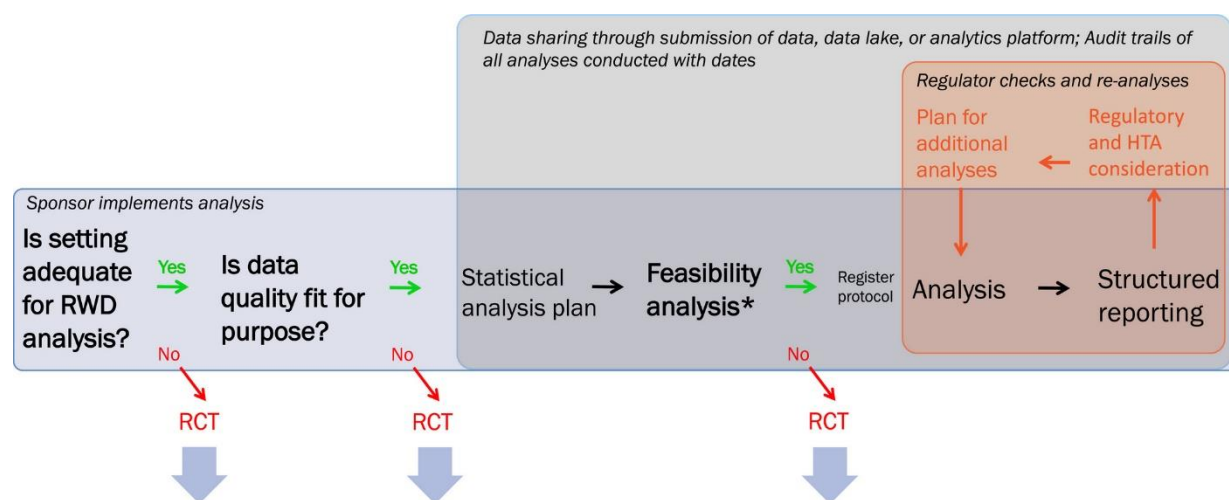 Data sharing through submission of data, data lake, or analytics platform; Audit trails of
all analyses conducted with dates
Regulator checks and re-analyses
Plan for
additional
analyses
Regulatory
and HTA
consideration
Sponsor implements analysis
Is setting
adequate
for RWD
analysis?
Yes
No
RCT
Is data
quality fit for
purpose?
Yes
No
RCT
Statistical
analysis plan
Feasibility
analysis*
Yes
No
RCT
Register
protocol
Analysis
Structured
reporting